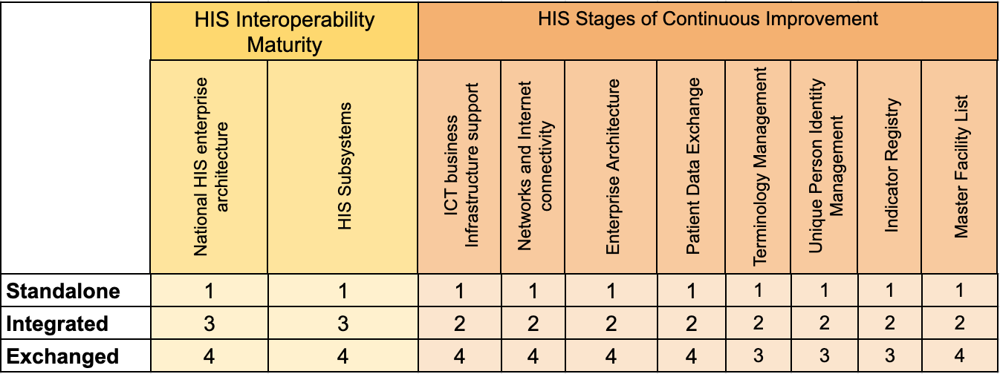 HIS Interoperability
Maturity
HIS Stages of Continuous Improvement
National HIS enterprise
architecture
HIS Subsystems
ICT business
Infrastructure support
Networks and Internet
connectivity
Enterprise Architecture
Patient Data Exchange
Terminology Management
Unique Person Identity
Management
Indicator Registry
Master Facility List
Standalone 1 1 1 1 1 1 1 1 1 1
Integrated 3 3 2 2 2 2 2 2 2 2
Exchanged 4 4 4 4 4 4 3 3 3 4